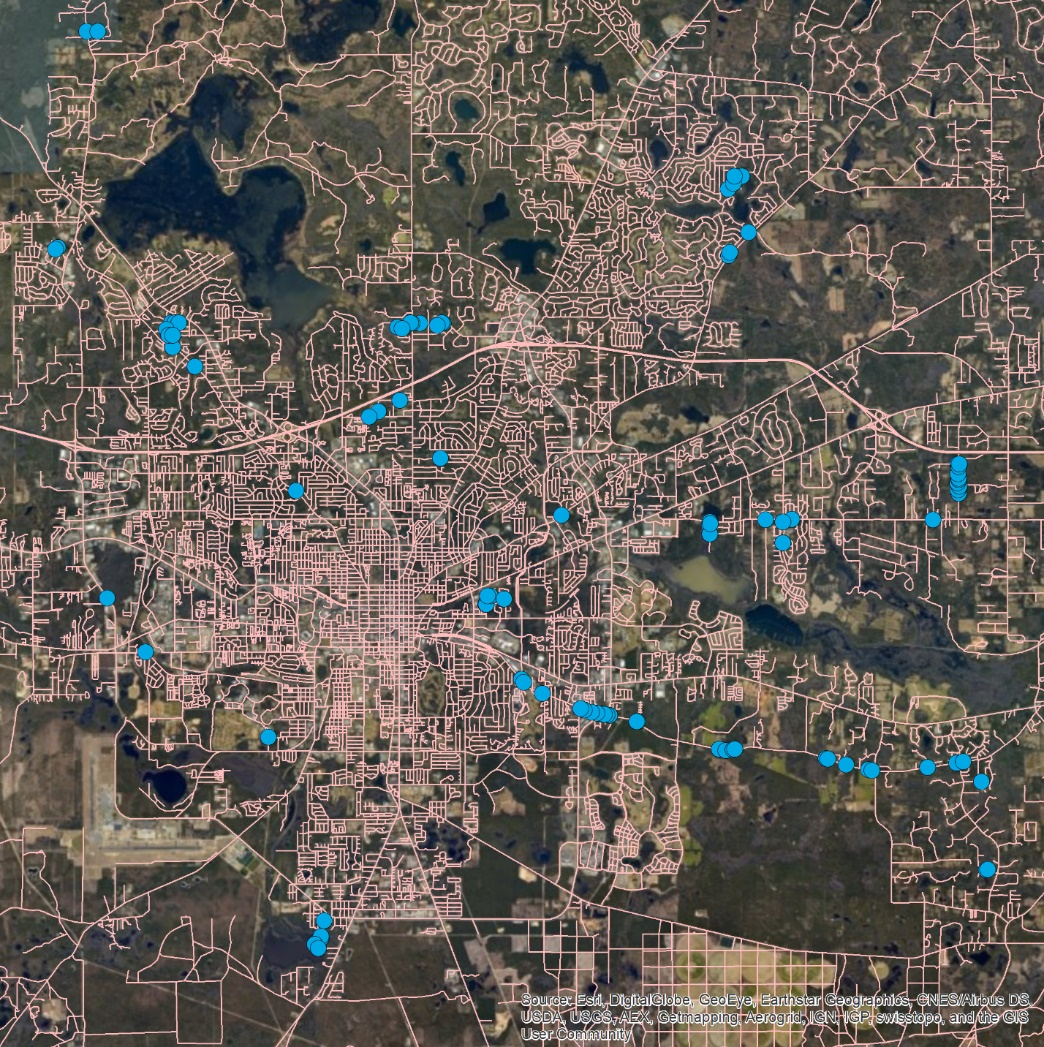 Source: Esri, DigitalGlobe, GeoEye, Earthstar Geographics, CNES/Airbus DS
USDA, USGS, AEX, Getmapping, Aerogrid, IGN, IGP, swisstopo, and the GIS
User Community